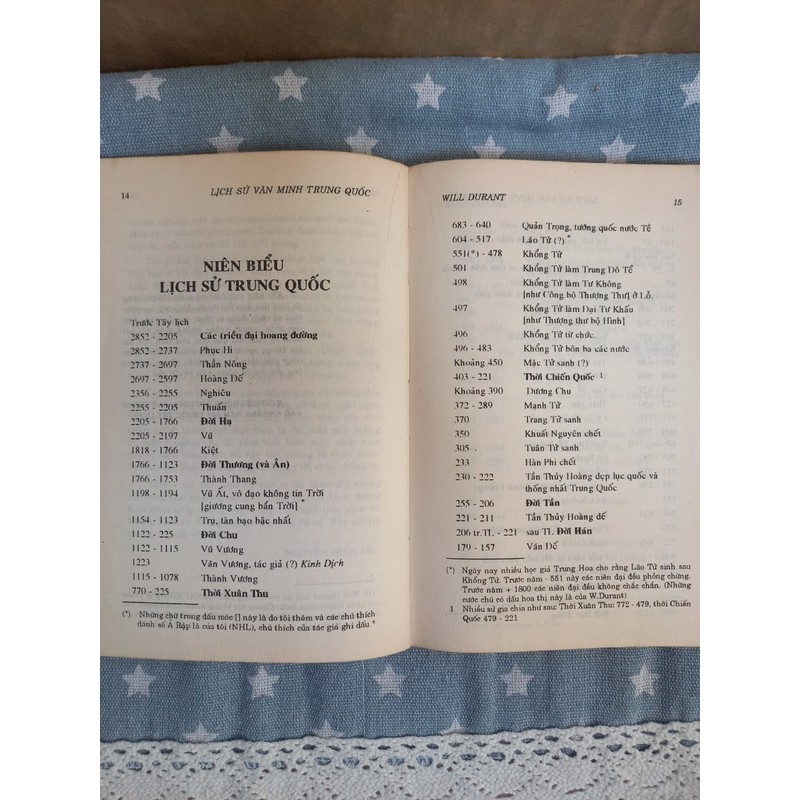 14
LỊCH SỬ VĂN MINH TRUNG QUỐC
NIÊN BIỂU
LỊCH SỬ TRUNG QUỐC
Trước Tây lịch
2852 - 2205 Các triều đại hoang đường
2852 - 2737 Phục Hi
2737 - 2697 Thần Nông
2697 - 2597 Hoàng Đế
2356 - 2255 Nghiêu
2255 - 2205 Thuấn
2205 - 1766 Đời Hạ
2205 - 2197 Vũ
1818 - 1766 Kiệt
1766 - 1123 Đời Thương (và Ân)
1766 - 1753 Thành Thang
1198 - 1194 Vũ Ất, vô đạo không tin Trời
[giương cung bắn Trời] *
1154 - 1123 Trụ, tàn bạo bậc nhất
1122 - 225 Đời Chu
1122 - 1115 Vũ Vương
1223 Văn Vương, tác giả (?) Kinh Dịch
1115 - 1078 Thành Vương
770 - 225 Thời Xuân Thu
(*) Những chữ trong dấu móc [] này là do tôi thêm và các chú thích
đánh số Ả Rập là của tôi (NHL), chú thích của tác giả ghi dấu *
WILL DURANT
15
683 - 640 Quản Trọng, tướng quốc nước Tề
604 - 517 Lão Tử (?) *
551(*) - 478 Khổng Tử
501 Khổng Tử làm Trung Đô Tể
498 Khổng Tử làm Tư Không
[như Công bộ Thượng Thư] ở Lỗ.
497 Khổng Tử làm Đại Tư Khấu
[như Thượng thư bộ Hình]
496 Khổng Tử từ chức.
496 - 483 Khổng Tử bôn ba các nước
Khoảng 450 Mặc Tử sanh (?)
403 - 221 Thời Chiến Quốc 1
Khoảng 390 Dương Chu
372 - 289 Mạnh Tử
370 Trang Tử sanh
350 Khuất Nguyên chết
305 . Tuân Tử sanh
233 Hàn Phi chết
230 - 222 Tần Thủy Hoàng dẹp lục quốc và
thống nhất Trung Quốc
255 - 206 Đời Tần
221 - 211 Tần Thủy Hoàng đế
206 tr.Tl. - 221 sau Tl. Đời Hán
179 - 157 Văn Đế
(*) Ngày nay nhiều học giả Trung Hoa cho rằng Lão Tử sinh sau
Khổng Tử. Trước năm - 551 này các niên đại đều phỏng chừng.
Trước năm + 1800 các niên đại đều không chắc chắn. (Những
cước chú có dấu hoa thị này là của W.Durant)
1 Nhiều sử gia chia như sau: Thời Xuân Thu: 772 - 479, thời Chiến
Quốc 479 - 221